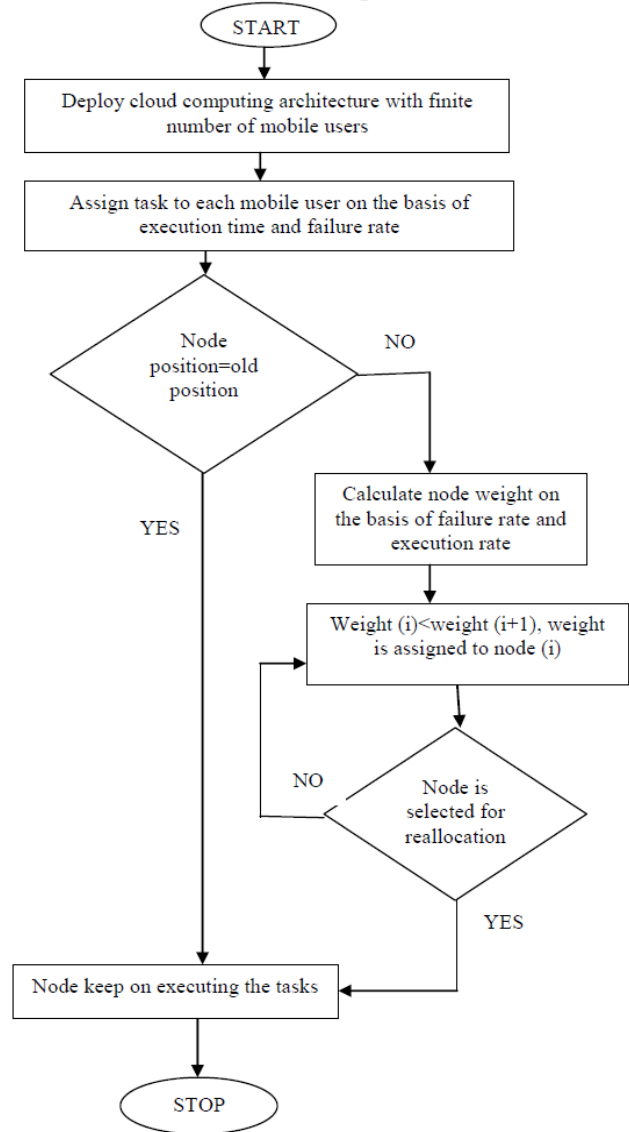 START
Deploy cloud computing architecture with finite
number of mobile users
Assign task to each mobile user on the basis of
execution time and failure rate
Node
position=old
position
NO
YES
Calculate node weight on
the basis of failure rate and
execution rate
Weight (i)<weight (i+1), weight
is assigned to node (i)
NO
Node is
selected for
reallocation
YES
Node keep on executing the tasks
STOP